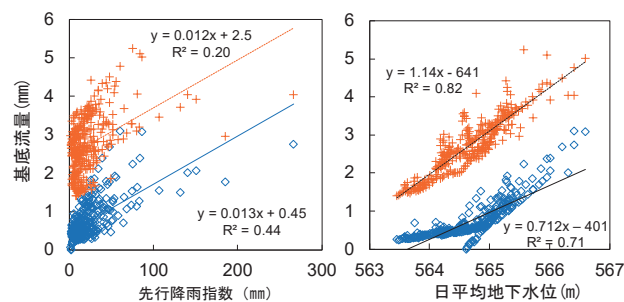 6
5
4
3
2
1
0
基底流量(mm)
y = 0.012x + 2.5
R² = 0.20
y = 0.013x + 0.45
R² = 0.44
0 100 200 300
先行降雨指数 (mm)
6
5
4
3
2
1
0
y = 1.14x - 641
R² = 0.82
y = 0.712x − 401
R² = 0.71
563 564 565 566 567
日平均地下水位(m)